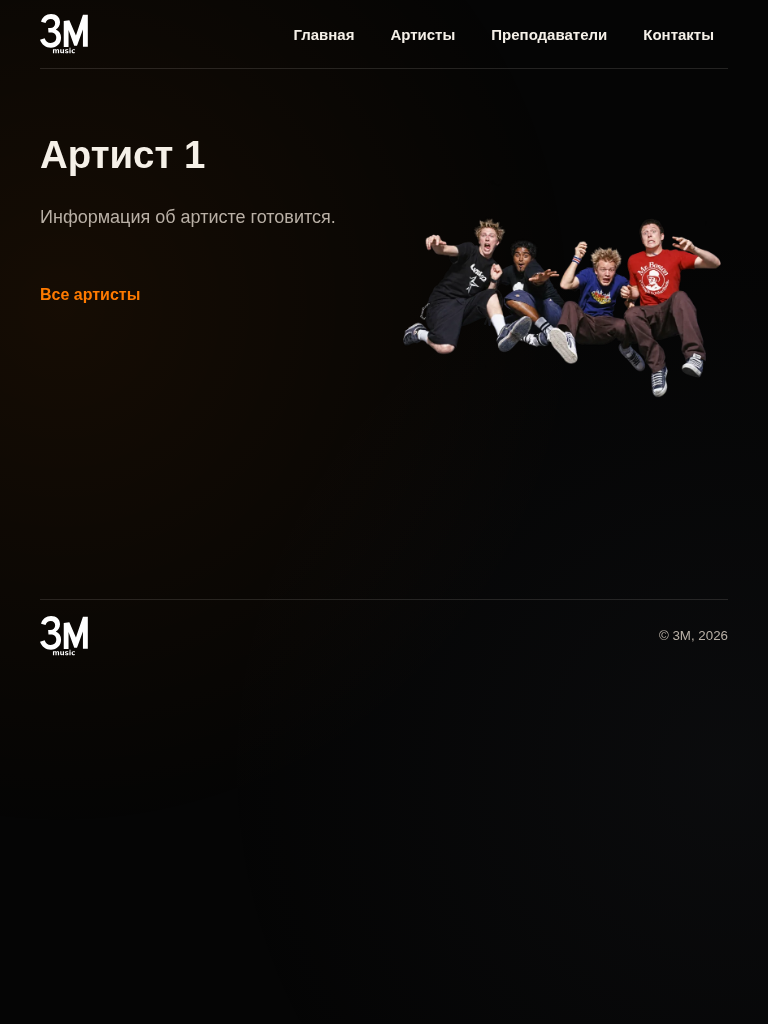 3M
music
Главная
Артисты
Преподаватели
Контакты
Артист 1
Информация об артисте готовится.
Все артисты
3M
music
© 3M, 2026